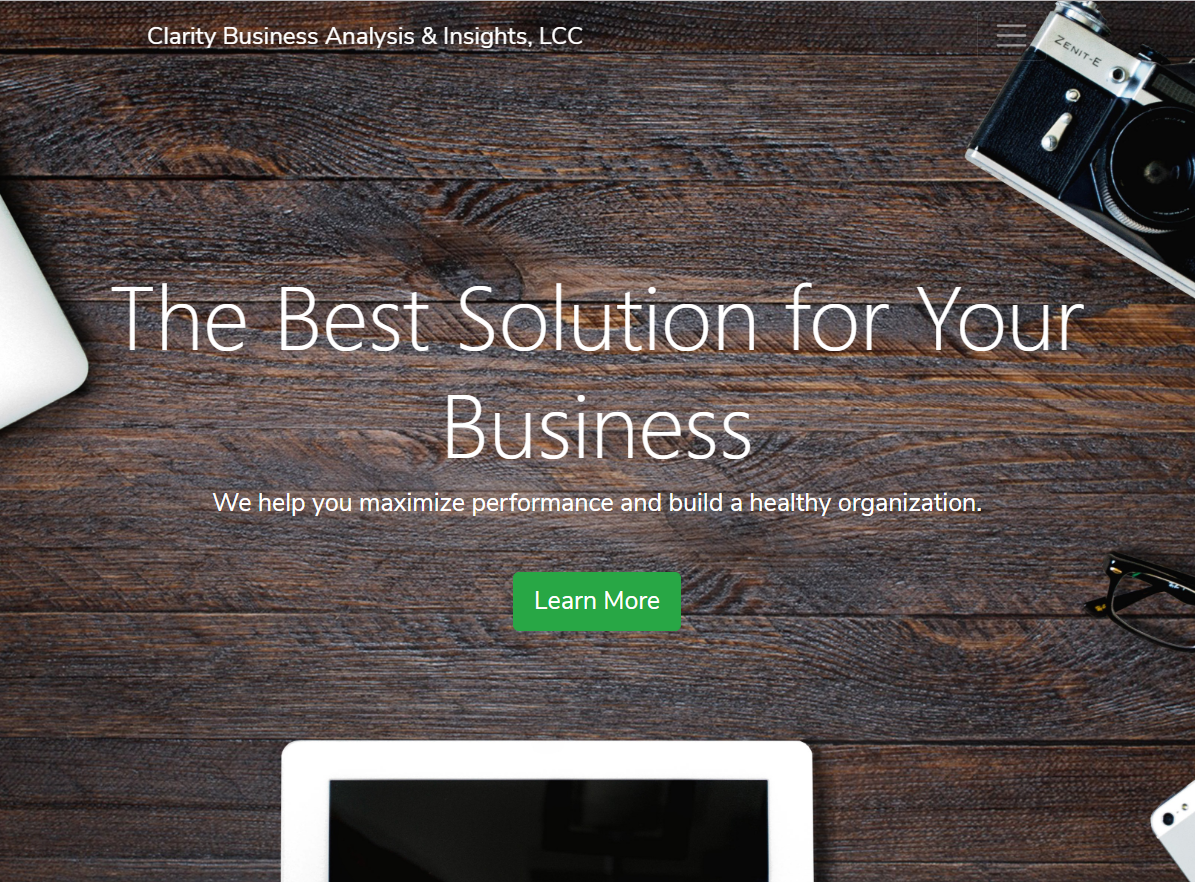 Clarity Business Analysis & Insights, LCC
ZENIT-E
The Best Solution for Your
Business
We help you maximize performance and build a healthy organization.
Learn More